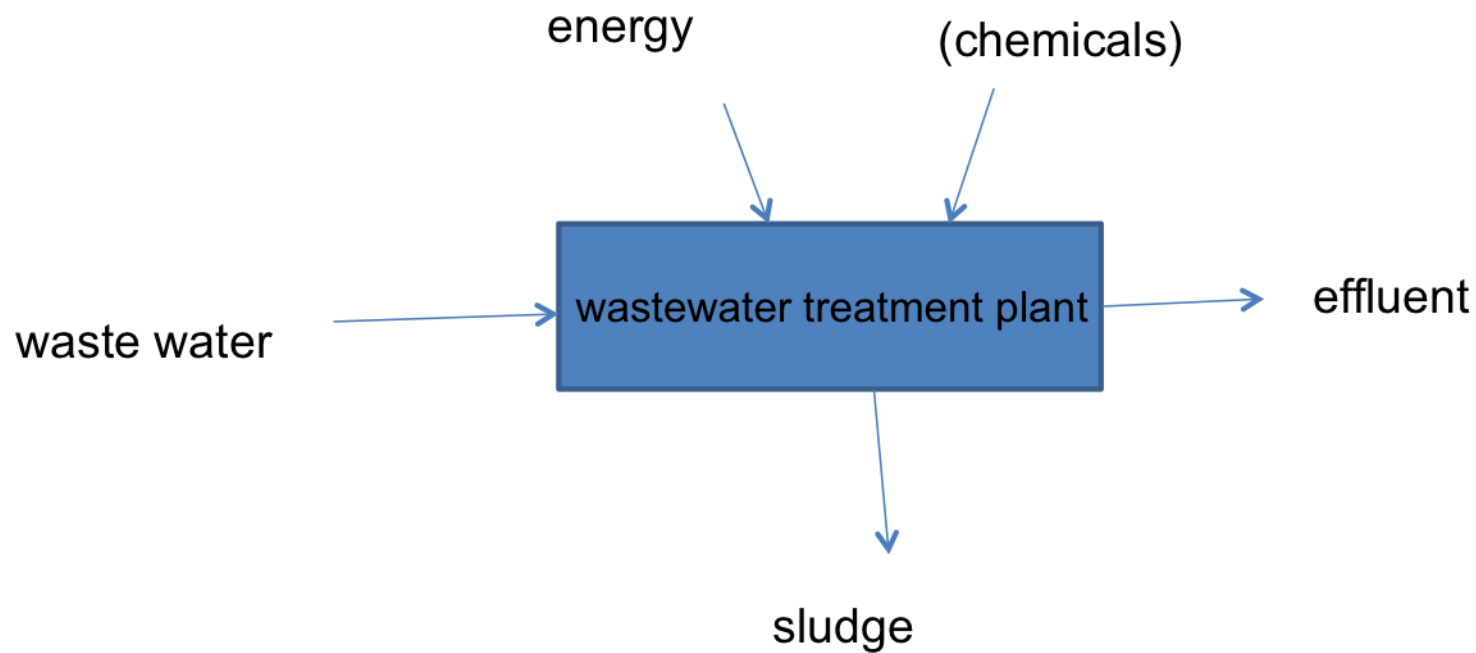 energy
(chemicals)
wastewater treatment plant
effluent
waste water
sludge